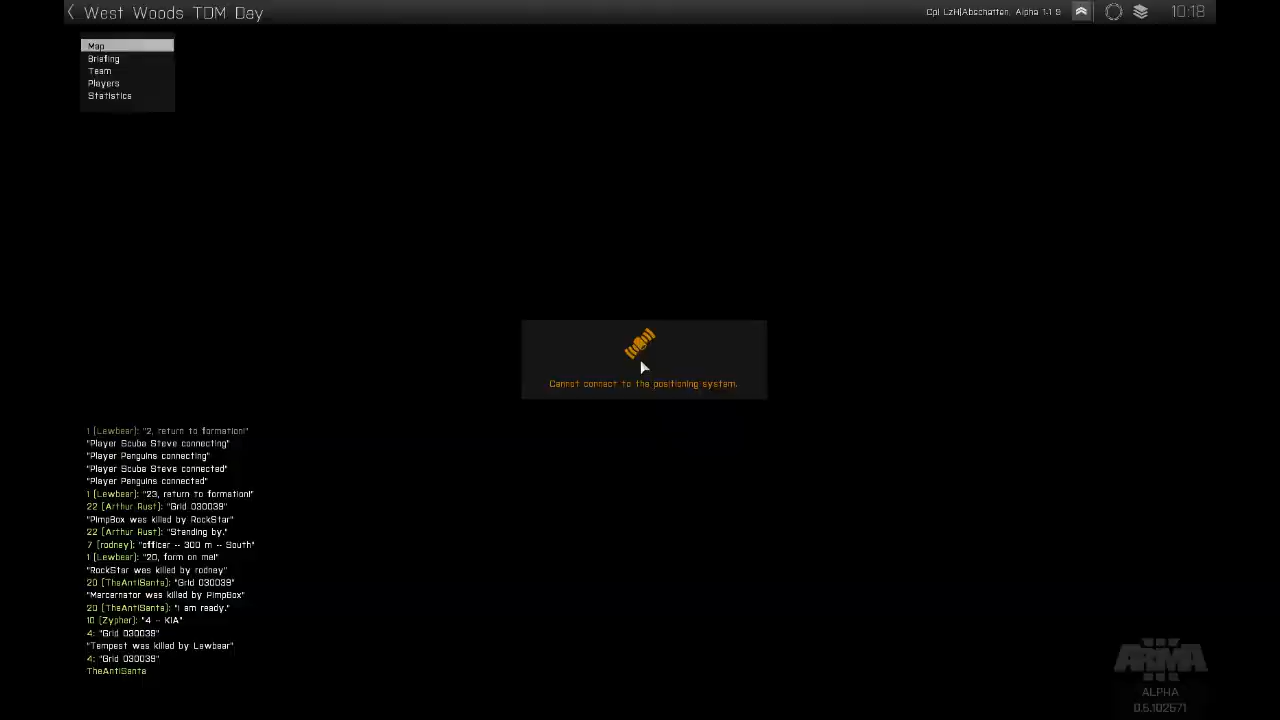 West Woods TDM Day
Cpl LzH|Abschatten, Alpha 1-1 9
10:18
Map
Briefing
Team
Players
Statistics
Cannot connect to the positioning system.
1 (Lewbear): "2, return to formation!"
"Player Scuba Steve connecting"
"Player Penguins connecting"
"Player Scuba Steve connected"
"Player Penguins connected"
1 (Lewbear): "23, return to formation!"
22 (Arthur Rust): "Grid 030039"
"PimpBox was killed by RockStar"
22 (Arthur Rust): "Standing by."
7 (rodney): "officer -- 300 m -- South"
1 (Lewbear): "20, form on me!"
"RockStar was killed by rodney"
20 (TheAntiSanta): "Grid 030039"
"Mercernator was killed by PimpBox"
20 (TheAntiSanta): "I am ready."
10 (Zypher): "4 -- KIA"
4: "Grid 030039"
"Tempest was killed by Lewbear"
4: "Grid 030039"
TheAntiSanta
ARMA III
ALPHA
0.5.102571